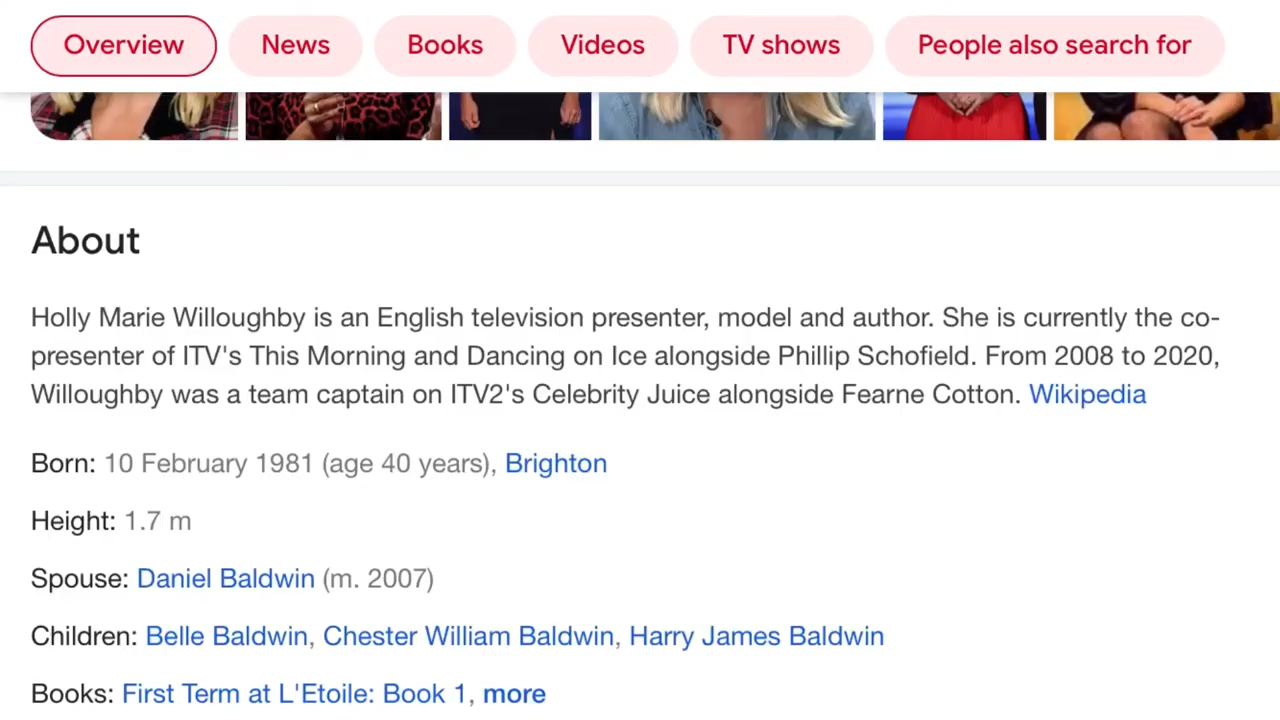 Overview News Books Videos TV shows People also search for
About
Holly Marie Willoughby is an English television presenter, model and author. She is currently the co-
presenter of ITV's This Morning and Dancing on Ice alongside Phillip Schofield. From 2008 to 2020,
Willoughby was a team captain on ITV2's Celebrity Juice alongside Fearne Cotton. Wikipedia
Born: 10 February 1981 (age 40 years), Brighton
Height: 1.7 m
Spouse: Daniel Baldwin (m. 2007)
Children: Belle Baldwin, Chester William Baldwin, Harry James Baldwin
Books: First Term at L'Etoile: Book 1, more